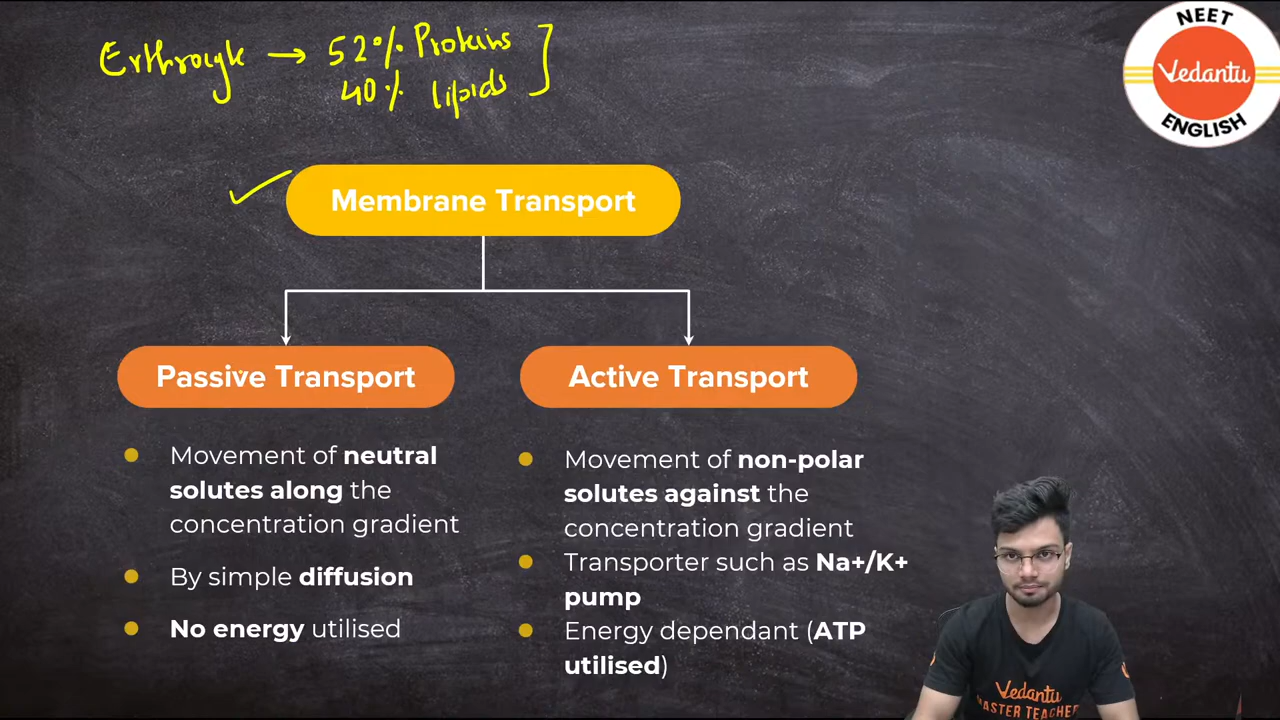 Erthrocyte → 52% Proteins
40% lipids
NEET
Vedantu
ENGLISH
Membrane Transport
Passive Transport
Active Transport
Movement of neutral
solutes along the
concentration gradient
By simple diffusion
No energy utilised
Movement of non-polar
solutes against the
concentration gradient
Transporter such as Na+/K+
pump
Energy dependant (ATP
utilised)
Vedantu
MASTER TEACHER